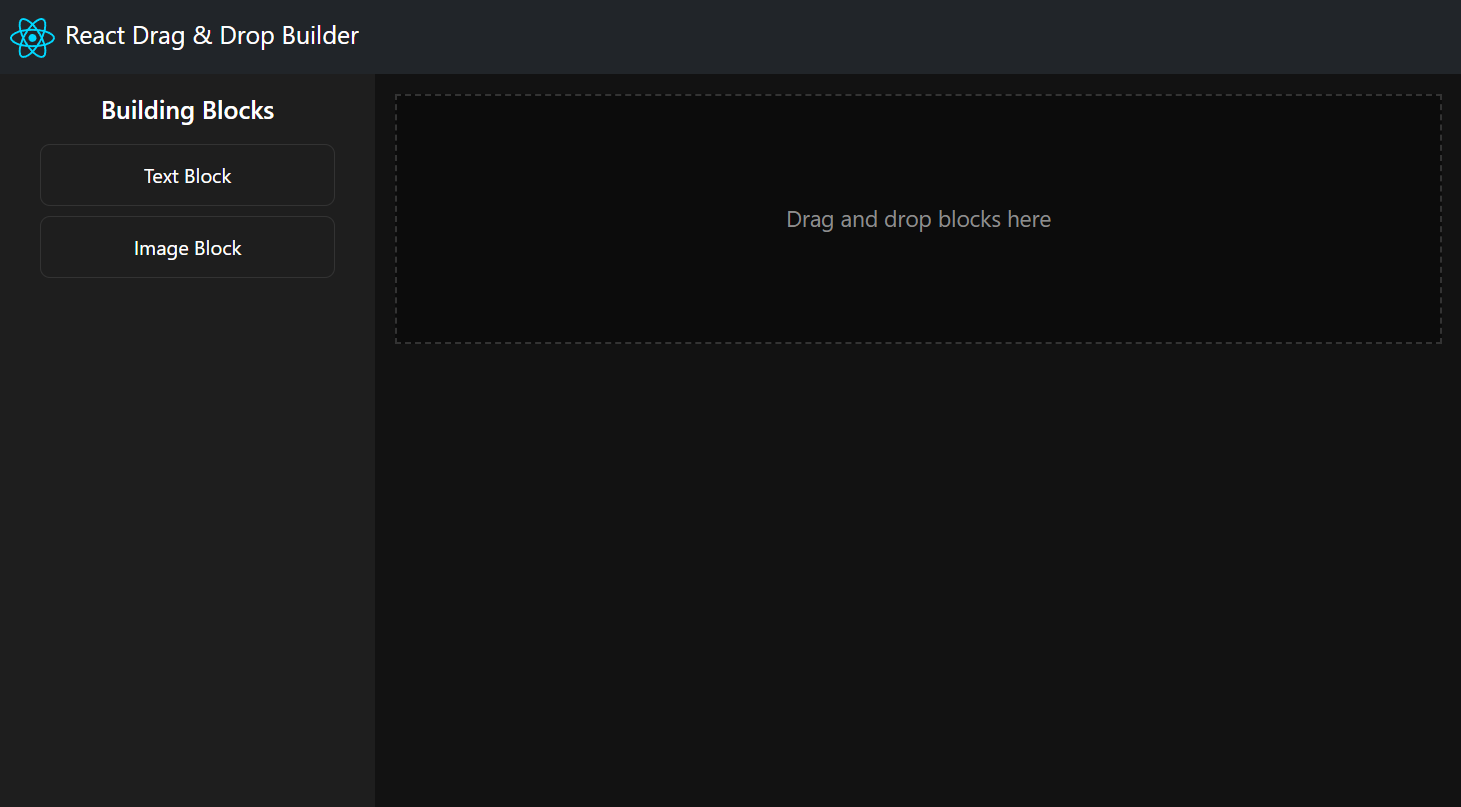 React Drag & Drop Builder
Building Blocks
Text Block
Image Block
Drag and drop blocks here